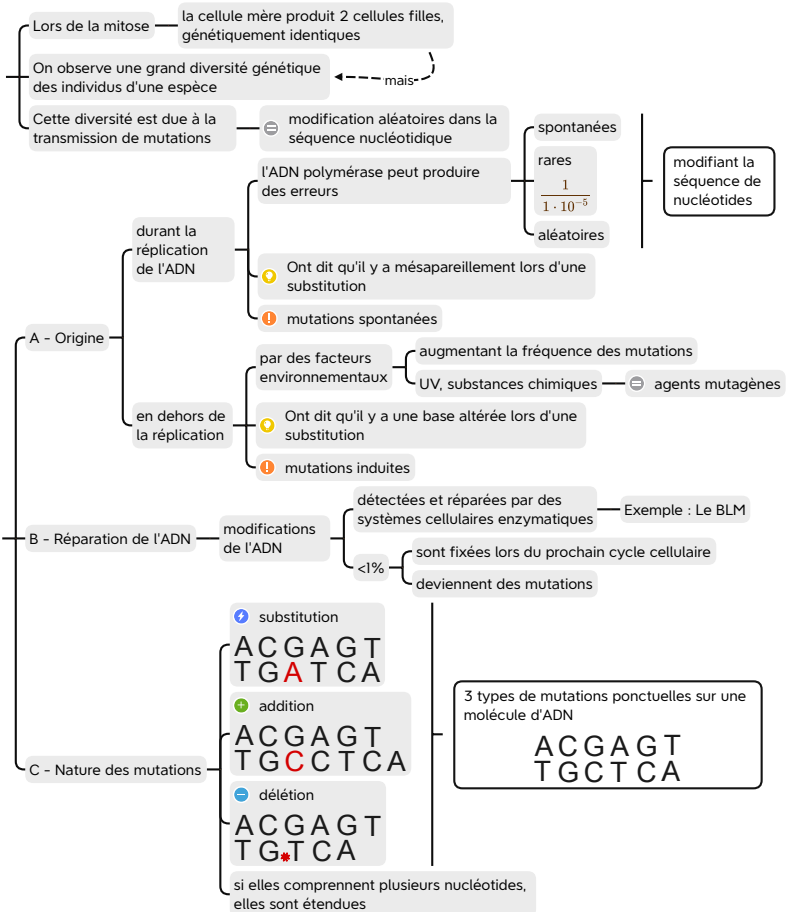 Lors de la mitose
la cellule mère produit 2 cellules filles,
génétiquement identiques
On observe une grand diversité génétique
des individus d'une espèce
mais
Cette diversité est due à la
transmission de mutations
modification aléatoires dans la
séquence nucléotidique
A - Origine
durant la
réplication
de l'ADN
l'ADN polymérase peut produire
des erreurs
spontanées
rares
1
1 · 10⁻⁵
aléatoires
modifiant la
séquence de
nucléotides
Ont dit qu'il y a mésapareillement lors d'une
substitution
mutations spontanées
en dehors de
la réplication
par des facteurs
environnementaux
augmentant la fréquence des mutations
UV, substances chimiques
agents mutagènes
Ont dit qu'il y a une base altérée lors d'une
substitution
mutations induites
B - Réparation de l'ADN
modifications
de l'ADN
détectées et réparées par des
systèmes cellulaires enzymatiques
Exemple : Le BLM
<1%
sont fixées lors du prochain cycle cellulaire
deviennent des mutations
C - Nature des mutations
substitution
ACGAGT
TGATCA
addition
ACGAGT
TGCCTCA
délétion
ACGAGT
TG*TCA
si elles comprennent plusieurs nucléotides,
elles sont étendues
3 types de mutations ponctuelles sur une
molécule d'ADN
ACGAGT
TGCTCA